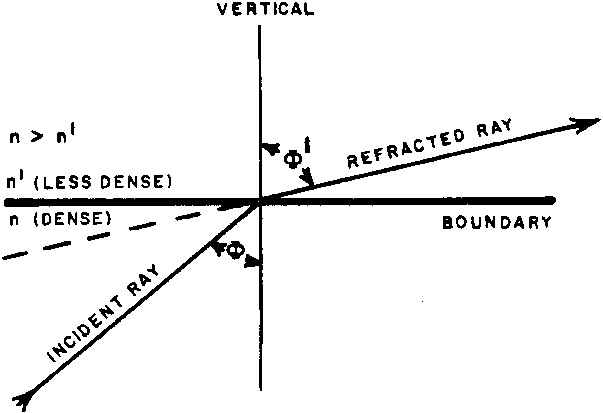 VERTICAL
n > n'
Φ'
REFRACTED RAY
n' (LESS DENSE)
n (DENSE)
BOUNDARY
Φ
INCIDENT RAY